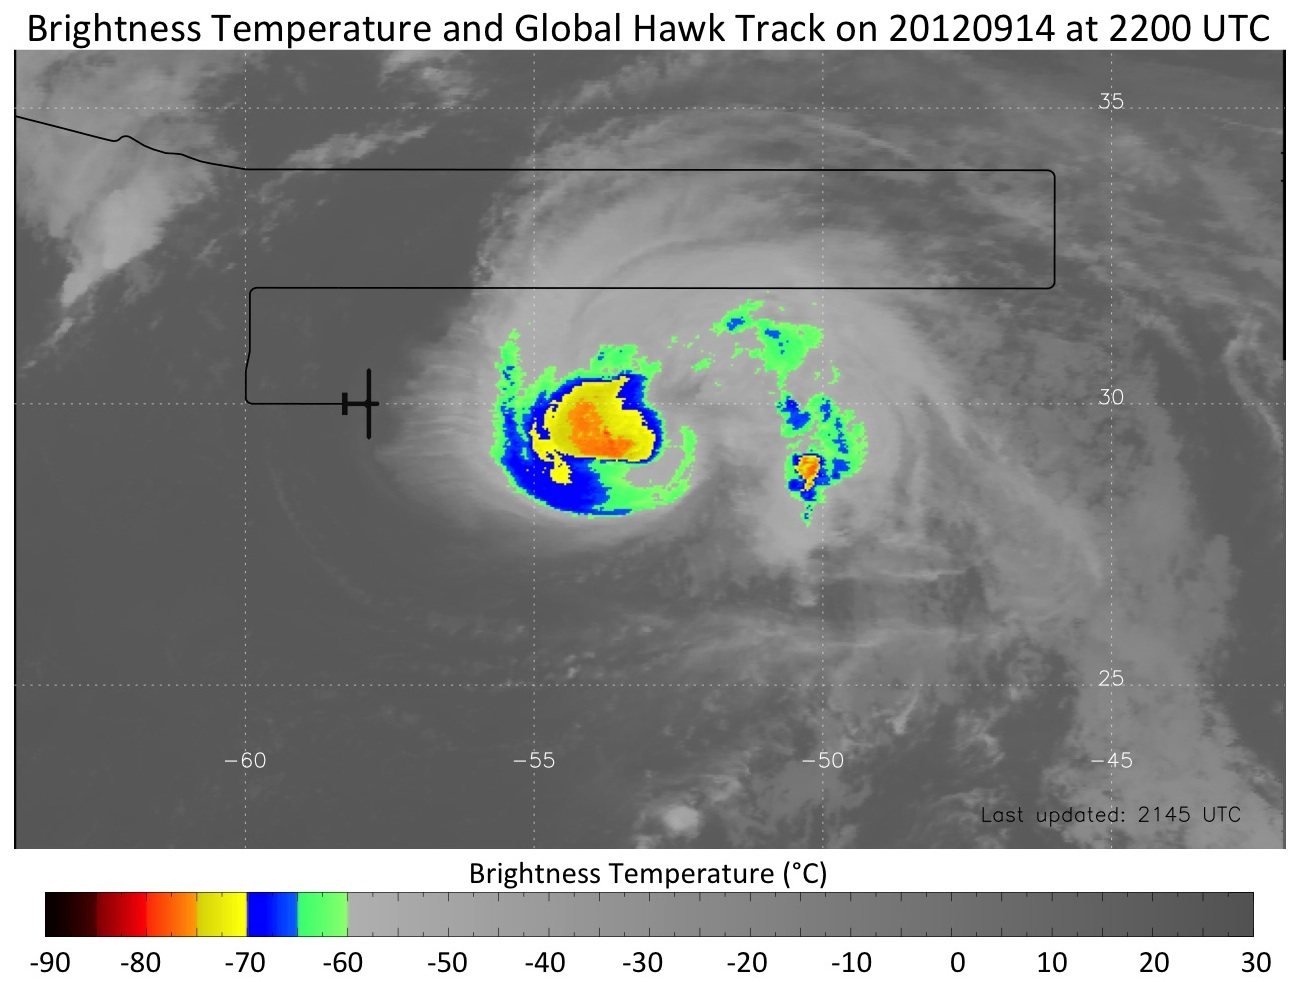 Brightness Temperature and Global Hawk Track on 20120914 at 2200 UTC
35
30
25
−60 −55 −50 −45
Last updated: 2145 UTC
Brightness Temperature (°C)
-90 -80 -70 -60 -50 -40 -30 -20 -10 0 10 20 30